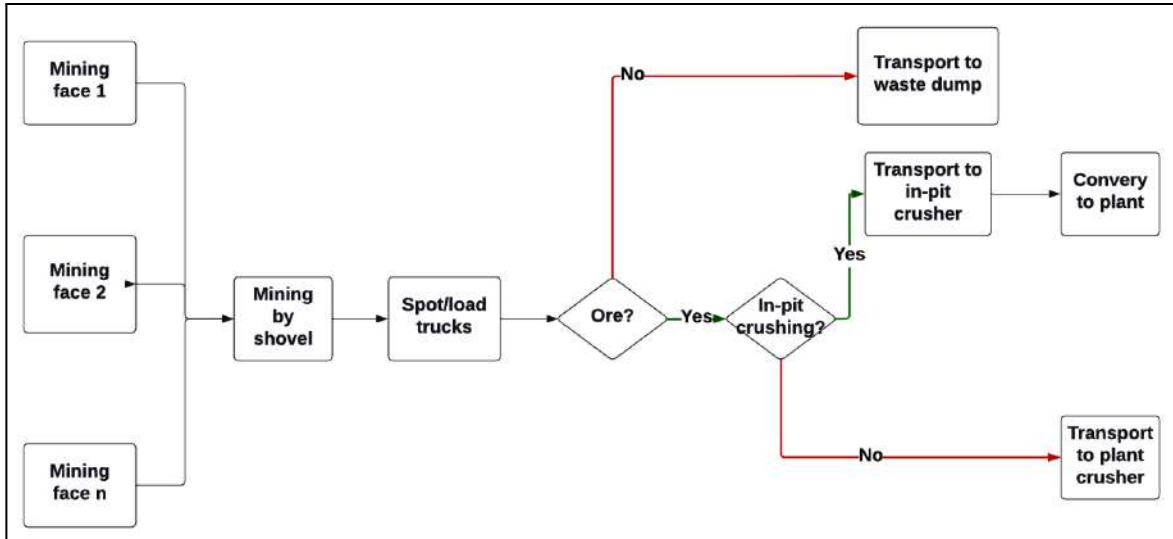 Mining
face 1
Mining
face 2
Mining
face n
Mining
by
shovel
Spot/load
trucks
Ore?
No
Transport to
waste dump
Yes
In-pit
crushing?
Yes
Transport to
in-pit
crusher
Convery
to plant
No
Transport
to plant
crusher